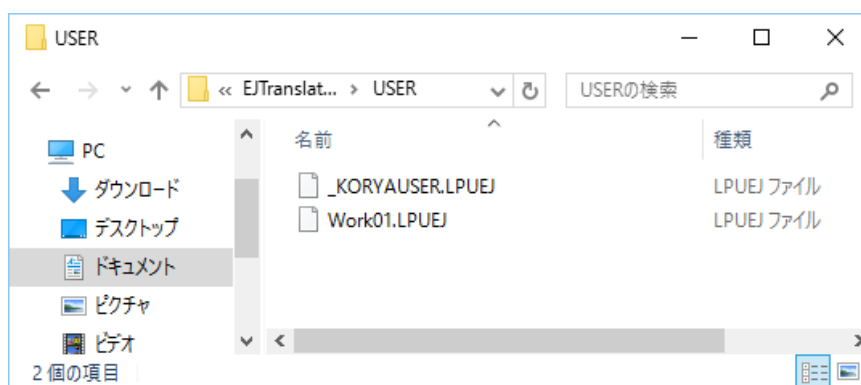 USER
« EJTranslat... › USER
USERの検索
PC
ダウンロード
デスクトップ
ドキュメント
ピクチャ
ビデオ
名前 種類
_KORYAUSER.LPUEJ LPUEJ ファイル
Work01.LPUEJ LPUEJ ファイル
2 個の項目